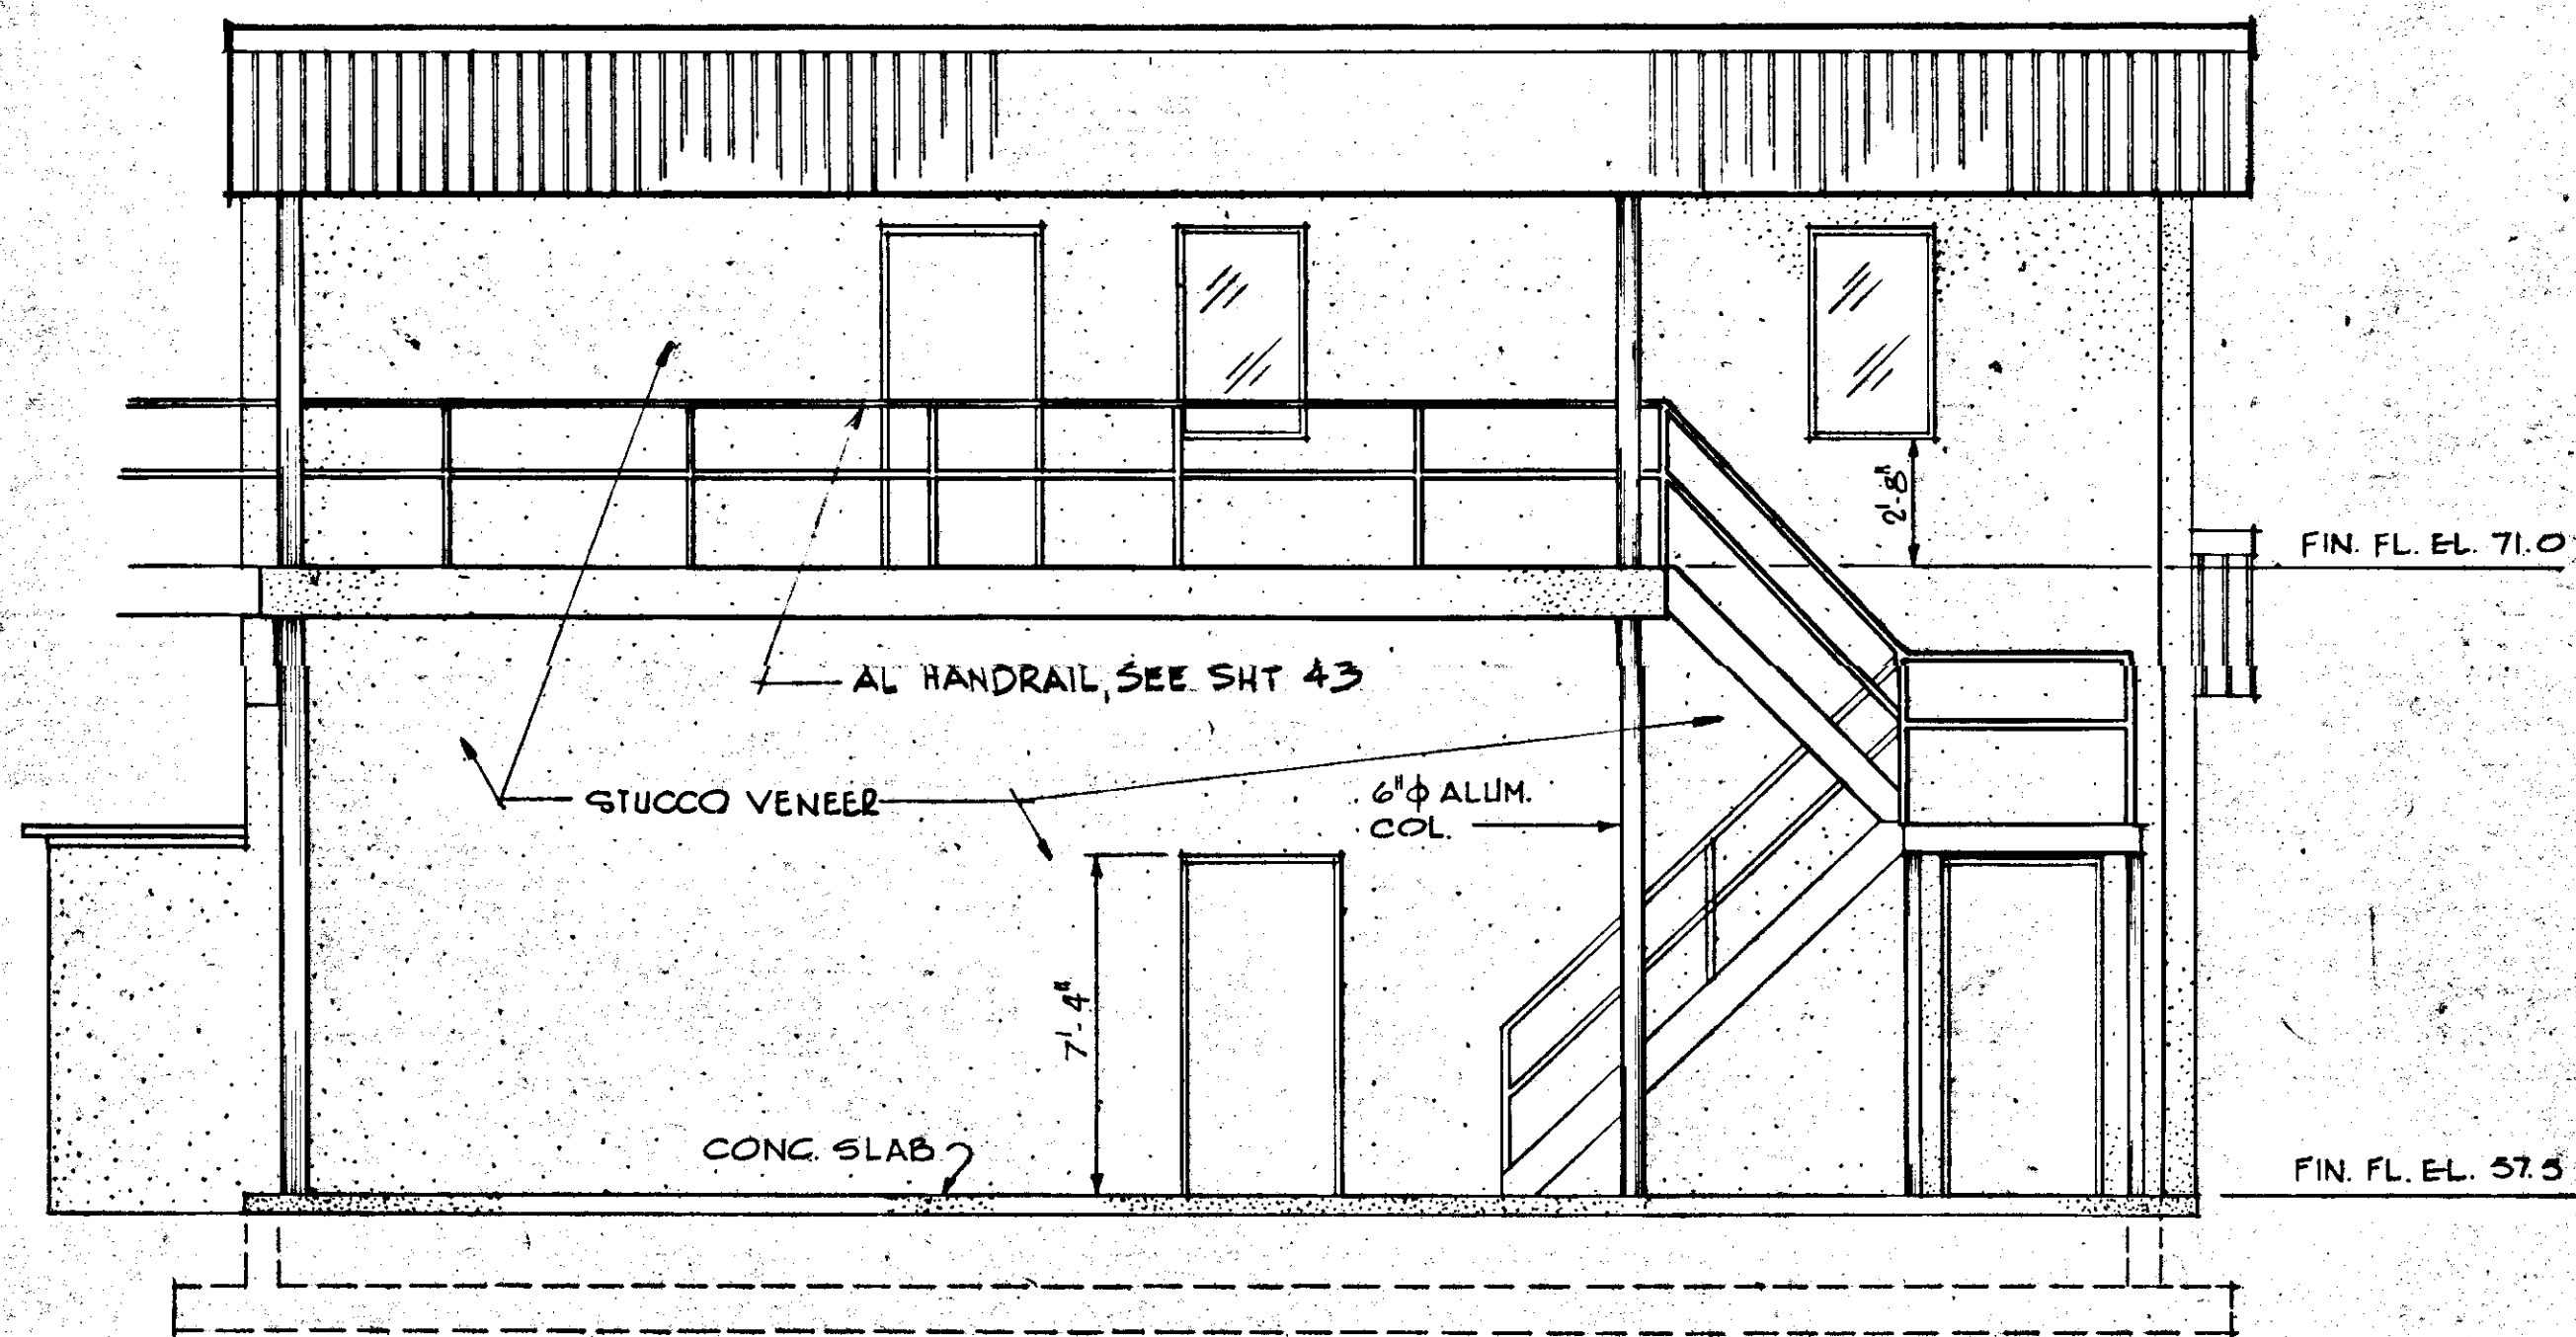 2'-8"
FIN. FL. EL. 71.0
AL HANDRAIL, SEE SHT 43
STUCCO VENEER
6"ϕ ALUM.
COL.
7'-4"
CONC. SLAB
FIN. FL. EL. 57.5